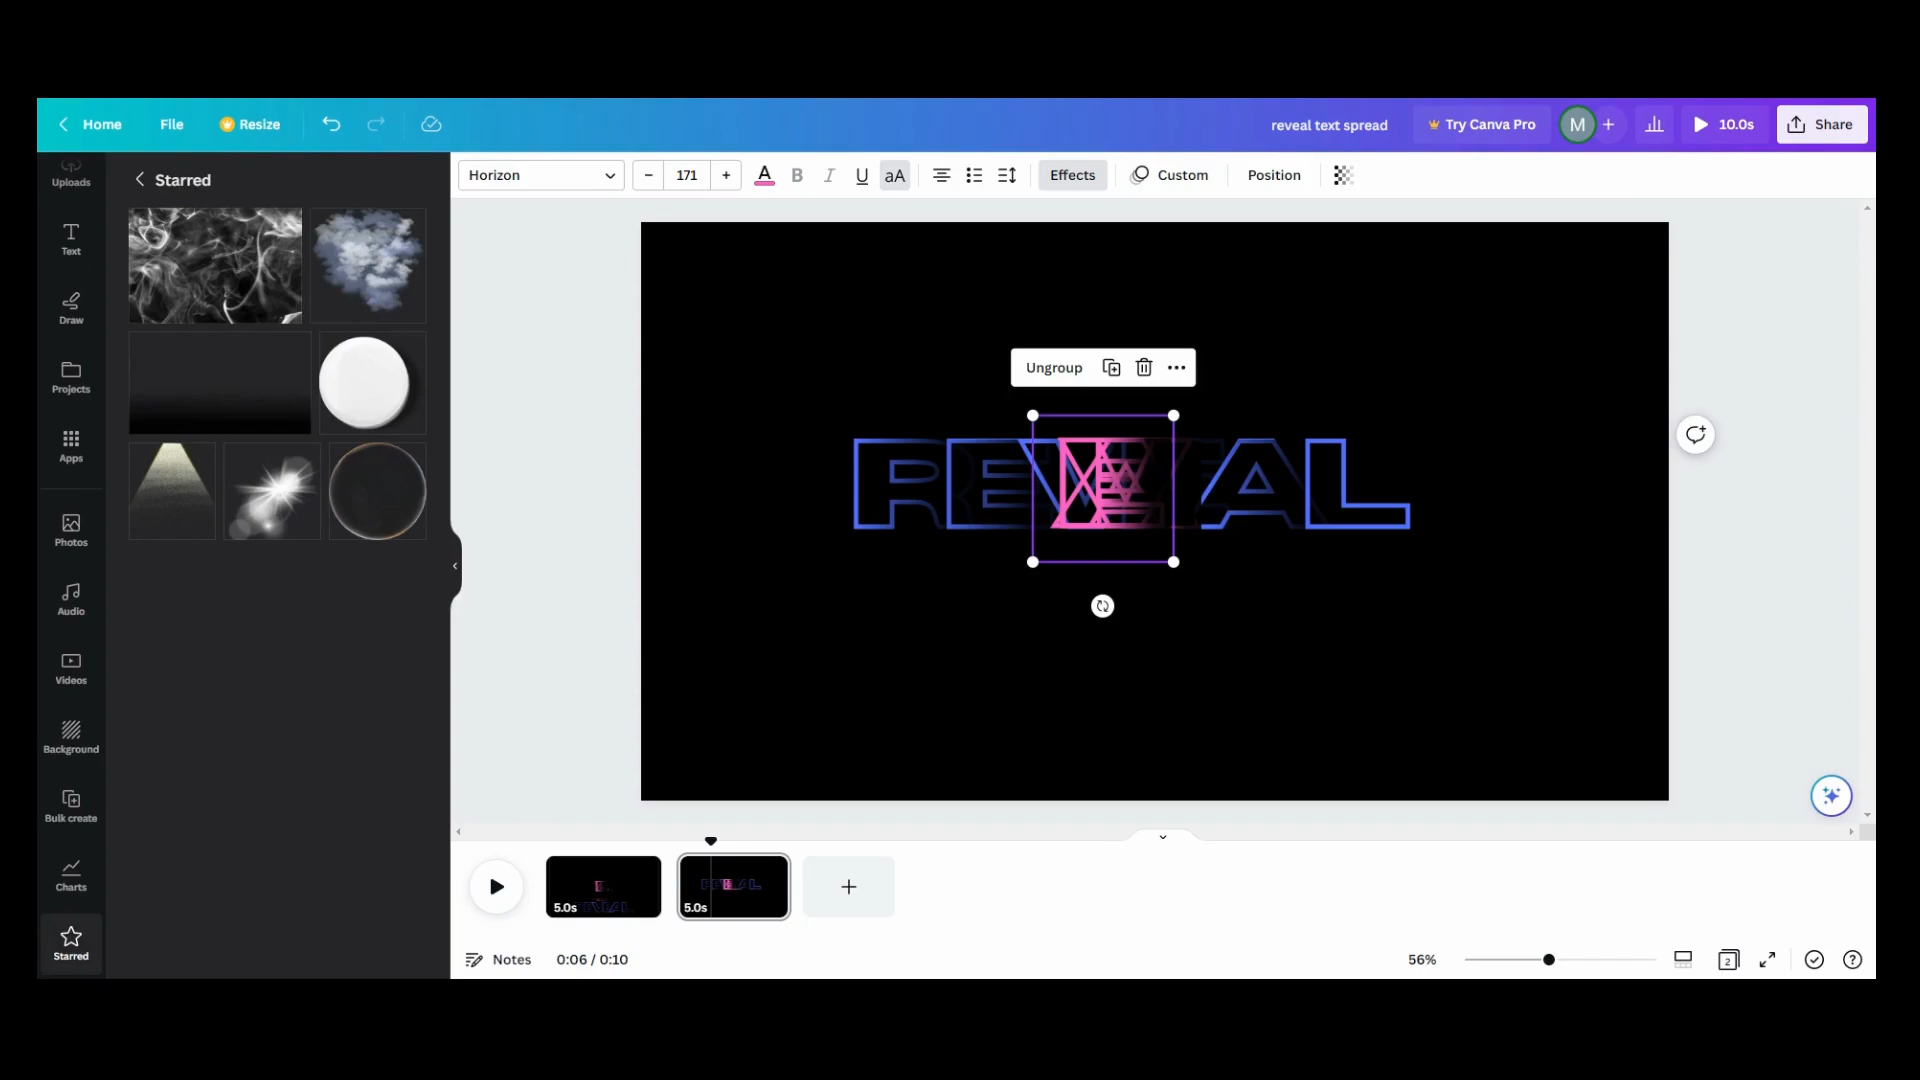 Home File Resize reveal text spread Try Canva Pro M + 10.0s Share
Uploads
Text
Draw
Projects
Apps
Photos
Audio
Videos
Background
Bulk create
Charts
Starred
Starred
Horizon − 171 + A B I U aA Effects Custom Position
Ungroup
REVEAL
5.0s
5.0s
+
Notes 0:06 / 0:10 56% 2 ?